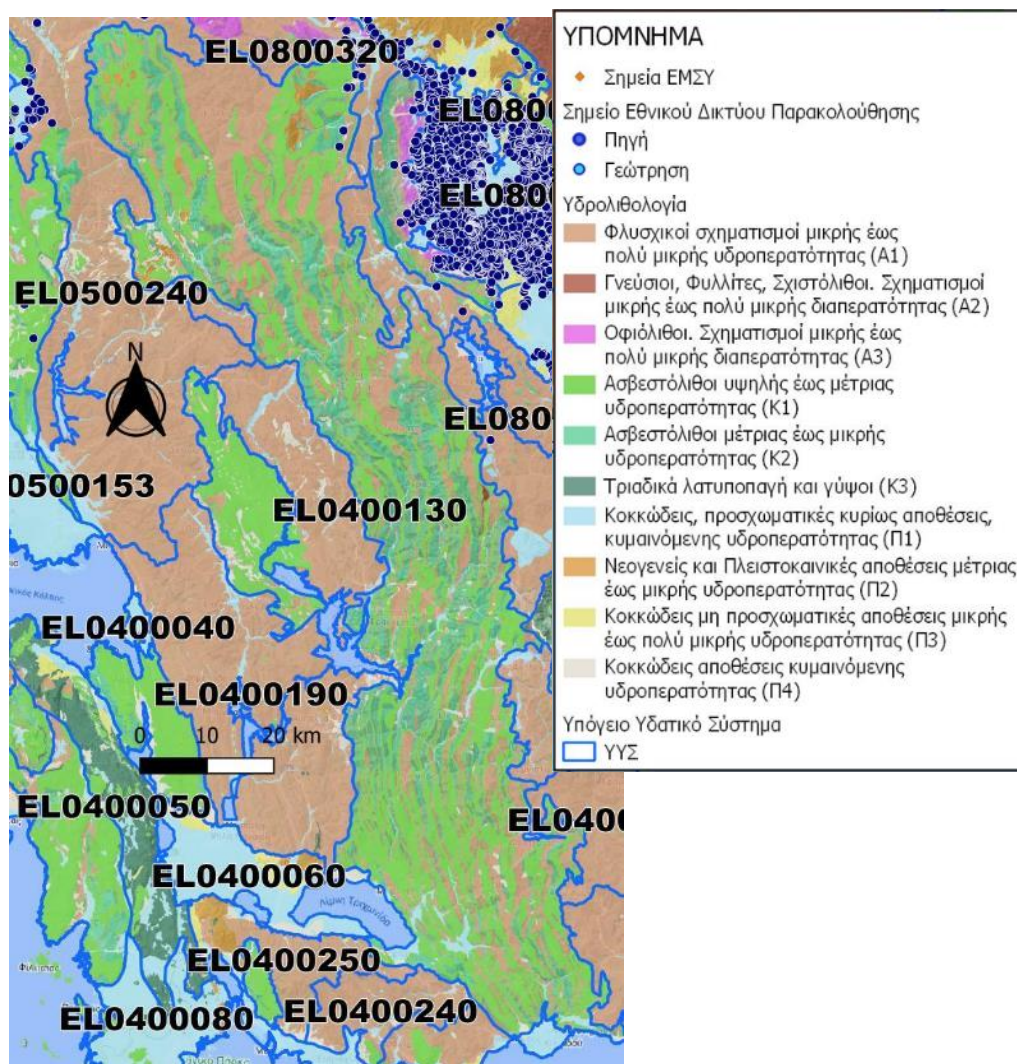 EL0800320
EL080
EL080
EL0500240
N
EL080
0500153
EL0400130
EL0400040
EL0400190
0 10 20 km
EL0400050
EL0400
EL0400060
Λίμνη Τριχωνίδα
EL0400250
EL0400240
EL0400080
ΥΠΟΜΝΗΜΑ
Σημεία ΕΜΣΥ
Σημείο Εθνικού Δικτύου Παρακολούθησης
Πηγή
Γεώτρηση
Υδρολιθολογία
Φλυσχικοί σχηματισμοί μικρής έως
πολύ μικρής υδροπερατότητας (Α1)
Γνεύσιοι, Φυλλίτες, Σχιστόλιθοι. Σχηματισμοί
μικρής έως πολύ μικρής διαπερατότητας (Α2)
Οφιόλιθοι. Σχηματισμοί μικρής έως
πολύ μικρής διαπερατότητας (Α3)
Ασβεστόλιθοι υψηλής έως μέτριας
υδροπερατότητας (Κ1)
Ασβεστόλιθοι μέτριας έως μικρής
υδροπερατότητας (Κ2)
Τριαδικά λατυποπαγή και γύψοι (Κ3)
Κοκκώδεις, προσχωματικές κυρίως αποθέσεις,
κυμαινόμενης υδροπερατότητας (Π1)
Νεογενείς και Πλειστοκαινικές αποθέσεις μέτριας
έως μικρής υδροπερατότητας (Π2)
Κοκκώδεις μη προσχωματικές αποθέσεις μικρής
έως πολύ μικρής υδροπερατότητας (Π3)
Κοκκώδεις αποθέσεις κυμαινόμενης
υδροπερατότητας (Π4)
Υπόγειο Υδατικό Σύστημα
ΥΥΣ